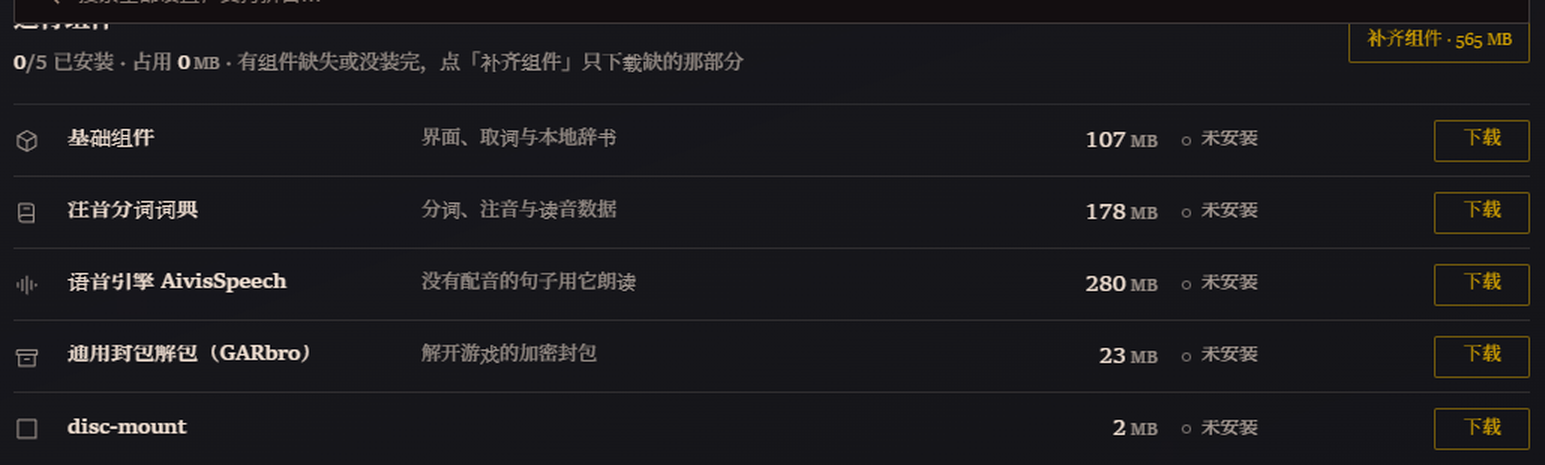 补齐组件 · 565 MB
0/5 已安装 · 占用 0 MB · 有组件缺失或没装完，点「补齐组件」只下载缺的那部分
基础组件 界面、取词与本地辞书 107 MB 未安装 下载
注音分词词典 分词、注音与读音数据 178 MB 未安装 下载
语音引擎 AivisSpeech 没有配音的句子用它朗读 280 MB 未安装 下载
通用封包解包（GARbro） 解开游戏的加密封包 23 MB 未安装 下载
disc-mount 2 MB 未安装 下载